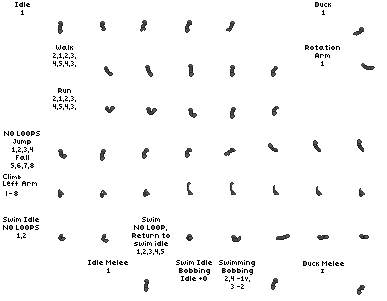 Idle
1
Duck
1
Walk
2,1,2,3,
4,5,4,3,
Rotation
Arm
1
Run
2,1,2,3,
4,5,4,3,
NO LOOPS
Jump
1,2,3,4
Fall
5,6,7,8
Climb
Left Arm
1-8
Swim Idle
NO LOOPS
1,2
Swim
NO LOOP,
Return to
swim idle
1,2,3,4,5
Swim Idle
Bobbing
Idle +0
Swimming
Bobbing
2,4 -1v,
3 -2
Idle Melee
1
Duck Melee
1